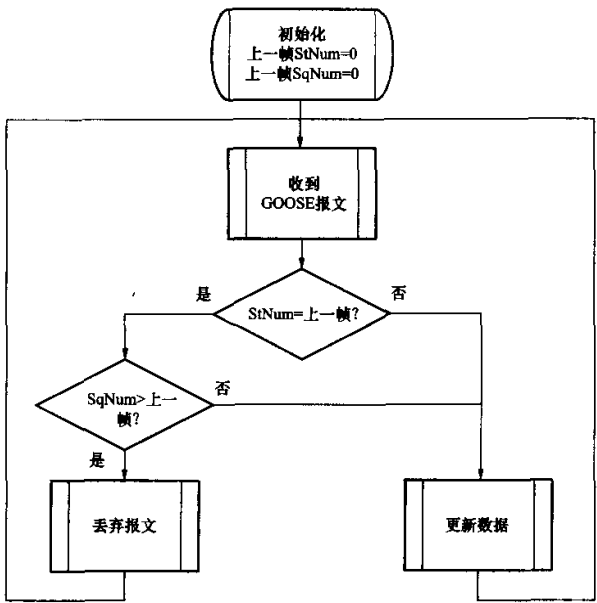 初始化
上一帧StNum=0
上一帧SqNum=0
收到
GOOSE报文
是
StNum=上一帧?
否
SqNum>上一
帧?
否
是
丢弃报文
更新数据